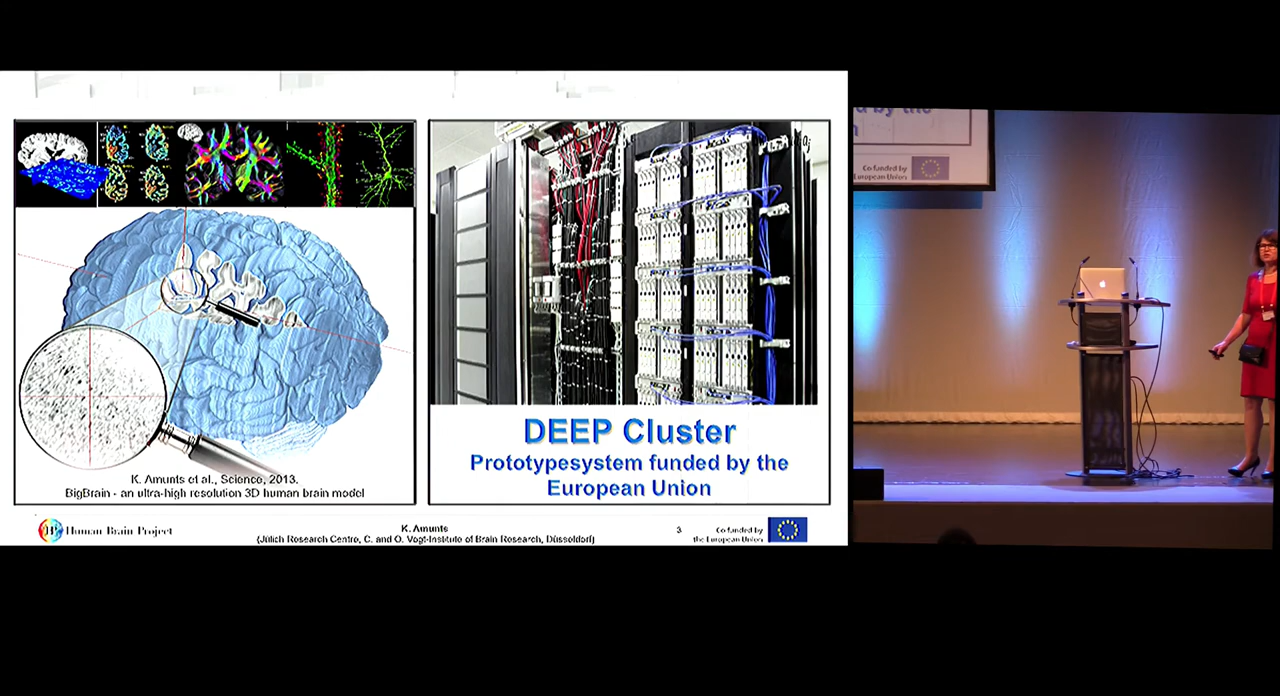 K. Amunts et al., Science, 2013.
BigBrain - an ultra-high resolution 3D human brain model
DEEP Cluster
Prototypesystem funded by the
European Union
Human Brain Project
K. Amunts
(Jülich Research Centre, C. and O. Vogt-Institute of Brain Research, Düsseldorf)
3
Co-funded by
the European Union
d by the
Co-funded by
European Union